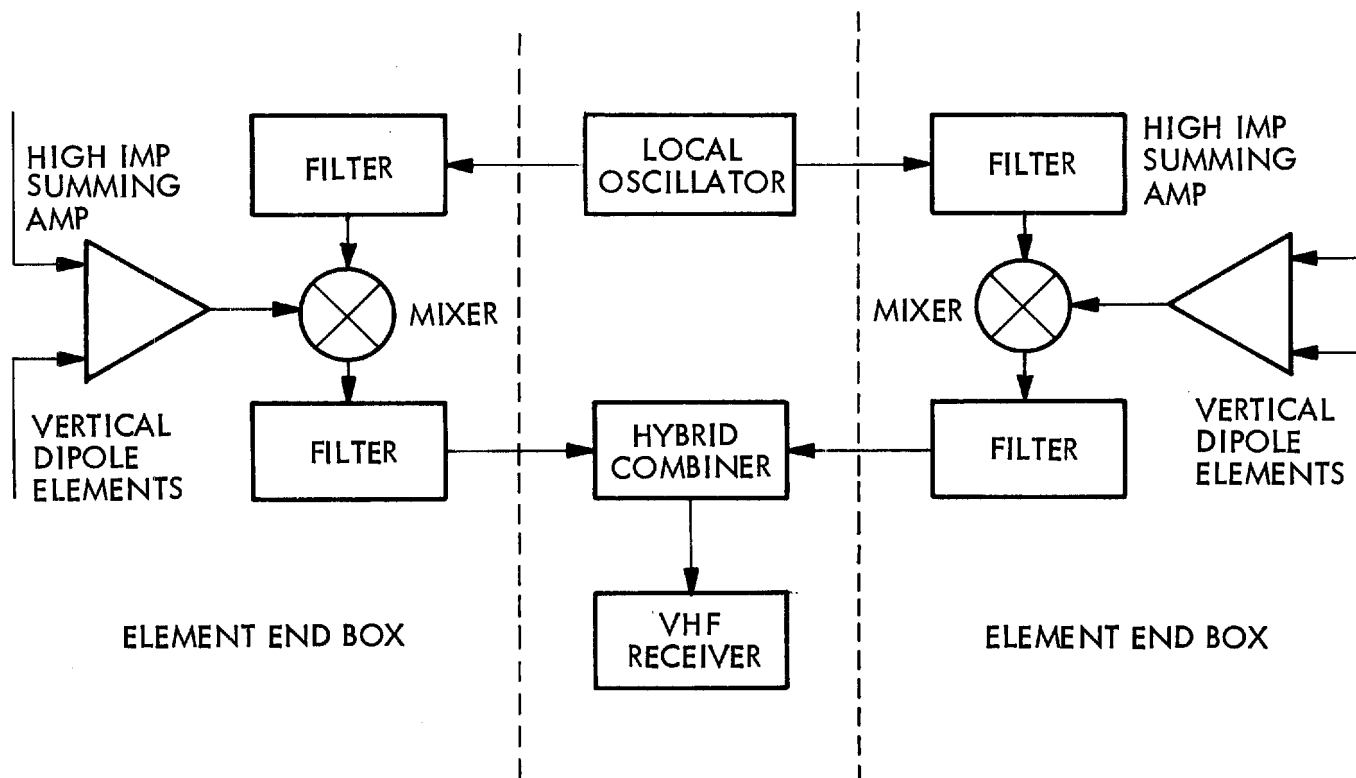 HIGH IMP
SUMMING
AMP
FILTER
LOCAL
OSCILLATOR
FILTER
HIGH IMP
SUMMING
AMP
MIXER
MIXER
VERTICAL
DIPOLE
ELEMENTS
FILTER
HYBRID
COMBINER
FILTER
VERTICAL
DIPOLE
ELEMENTS
ELEMENT END BOX
VHF
RECEIVER
ELEMENT END BOX